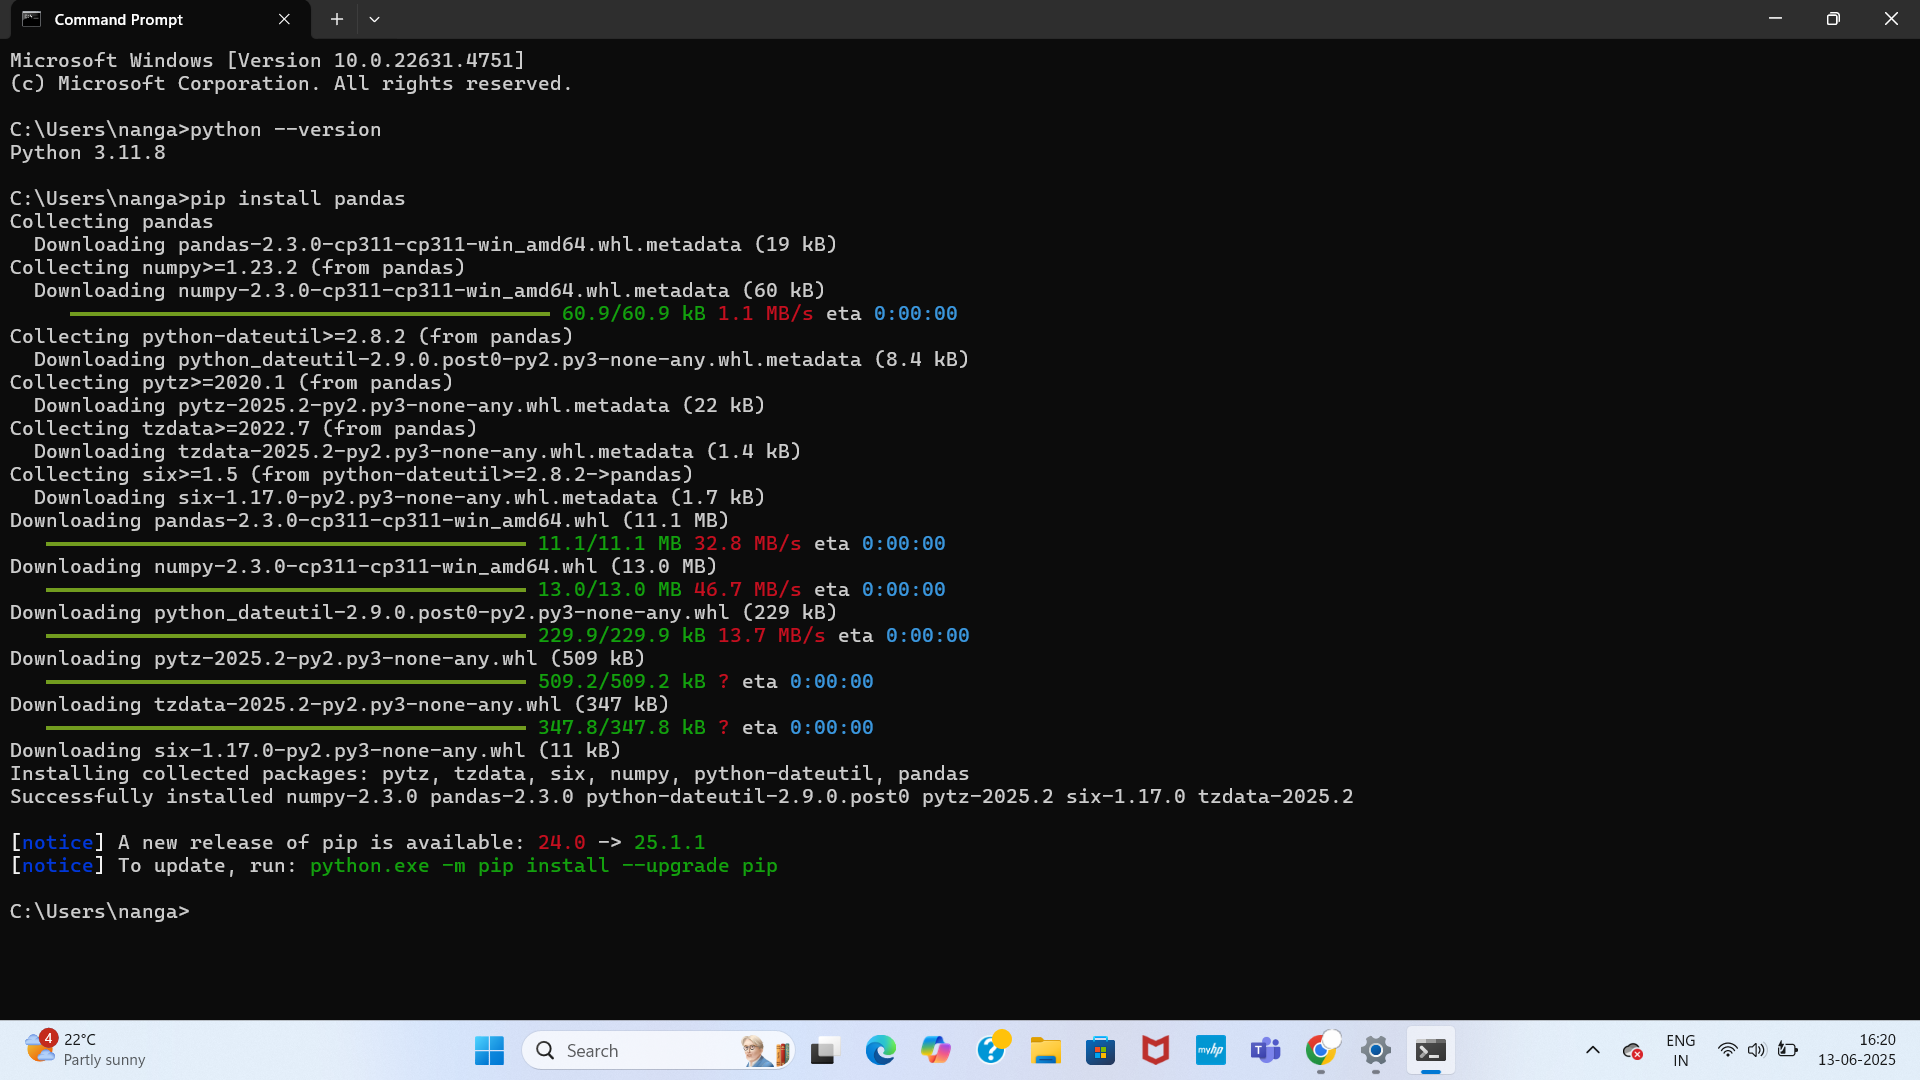 Command Prompt
Microsoft Windows [Version 10.0.22631.4751]
(c) Microsoft Corporation. All rights reserved.
C:\Users\nanga>python --version
Python 3.11.8
C:\Users\nanga>pip install pandas
Collecting pandas
  Downloading pandas-2.3.0-cp311-cp311-win_amd64.whl.metadata (19 kB)
Collecting numpy>=1.23.2 (from pandas)
  Downloading numpy-2.3.0-cp311-cp311-win_amd64.whl.metadata (60 kB)
60.9/60.9 kB 1.1 MB/s eta 0:00:00
Collecting python-dateutil>=2.8.2 (from pandas)
  Downloading python_dateutil-2.9.0.post0-py2.py3-none-any.whl.metadata (8.4 kB)
Collecting pytz>=2020.1 (from pandas)
  Downloading pytz-2025.2-py2.py3-none-any.whl.metadata (22 kB)
Collecting tzdata>=2022.7 (from pandas)
  Downloading tzdata-2025.2-py2.py3-none-any.whl.metadata (1.4 kB)
Collecting six>=1.5 (from python-dateutil>=2.8.2->pandas)
  Downloading six-1.17.0-py2.py3-none-any.whl.metadata (1.7 kB)
Downloading pandas-2.3.0-cp311-cp311-win_amd64.whl (11.1 MB)
11.1/11.1 MB 32.8 MB/s eta 0:00:00
Downloading numpy-2.3.0-cp311-cp311-win_amd64.whl (13.0 MB)
13.0/13.0 MB 46.7 MB/s eta 0:00:00
Downloading python_dateutil-2.9.0.post0-py2.py3-none-any.whl (229 kB)
229.9/229.9 kB 13.7 MB/s eta 0:00:00
Downloading pytz-2025.2-py2.py3-none-any.whl (509 kB)
509.2/509.2 kB ? eta 0:00:00
Downloading tzdata-2025.2-py2.py3-none-any.whl (347 kB)
347.8/347.8 kB ? eta 0:00:00
Downloading six-1.17.0-py2.py3-none-any.whl (11 kB)
Installing collected packages: pytz, tzdata, six, numpy, python-dateutil, pandas
Successfully installed numpy-2.3.0 pandas-2.3.0 python-dateutil-2.9.0.post0 pytz-2025.2 six-1.17.0 tzdata-2025.2
[notice] A new release of pip is available: 24.0 -> 25.1.1
[notice] To update, run: python.exe -m pip install --upgrade pip
C:\Users\nanga>
4
22°C
Partly sunny
Search
myhp
ENG
IN
16:20
13-06-2025